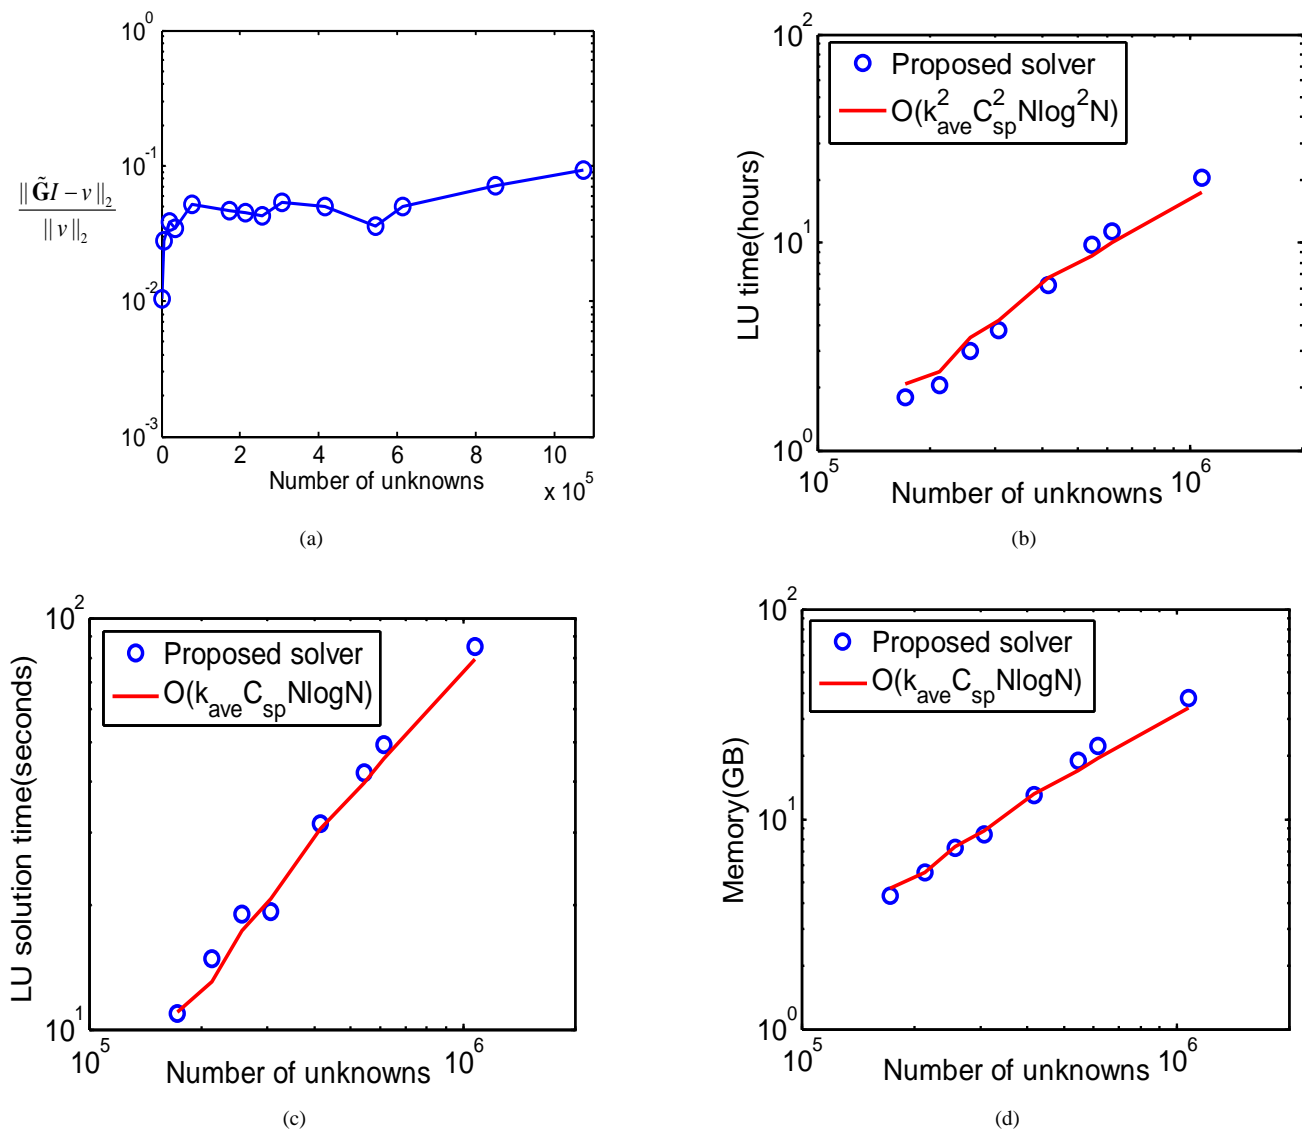 10^0
10^-1
10^-2
10^-3
‖G̃I − v‖_2 / ‖v‖_2
0 2 4 6 8 10
Number of unknowns
x 10^5
(a)
10^2
10^1
10^0
LU time(hours)
Proposed solver
O(k_ave^2 C_sp^2 Nlog^2 N)
10^5 10^6
Number of unknowns
(b)
10^2
10^1
LU solution time(seconds)
Proposed solver
O(k_ave C_sp NlogN)
10^5 10^6
Number of unknowns
(c)
10^2
10^1
10^0
Memory(GB)
Proposed solver
O(k_ave C_sp NlogN)
10^5 10^6
Number of unknowns
(d)